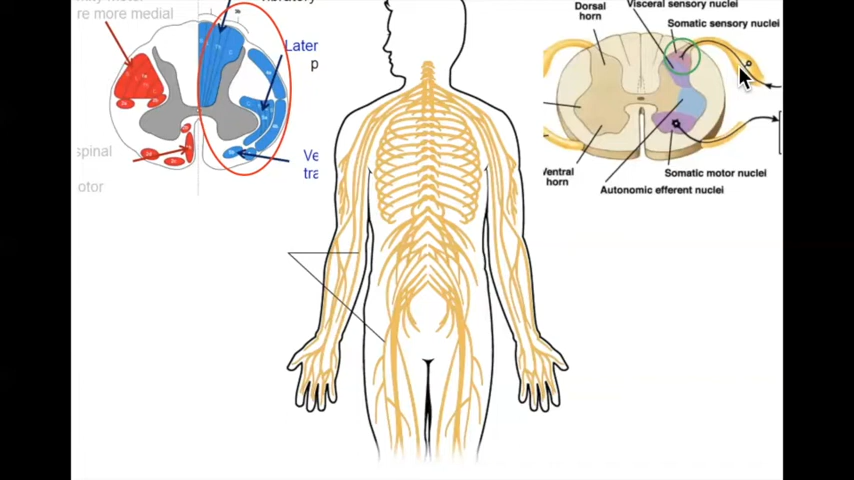 more medial
spinal
otor
Later
p
Ve
tra
Dorsal
horn
Visceral sensory nuclei
Somatic sensory nuclei
Ventral
horn
Somatic motor nuclei
Autonomic efferent nuclei